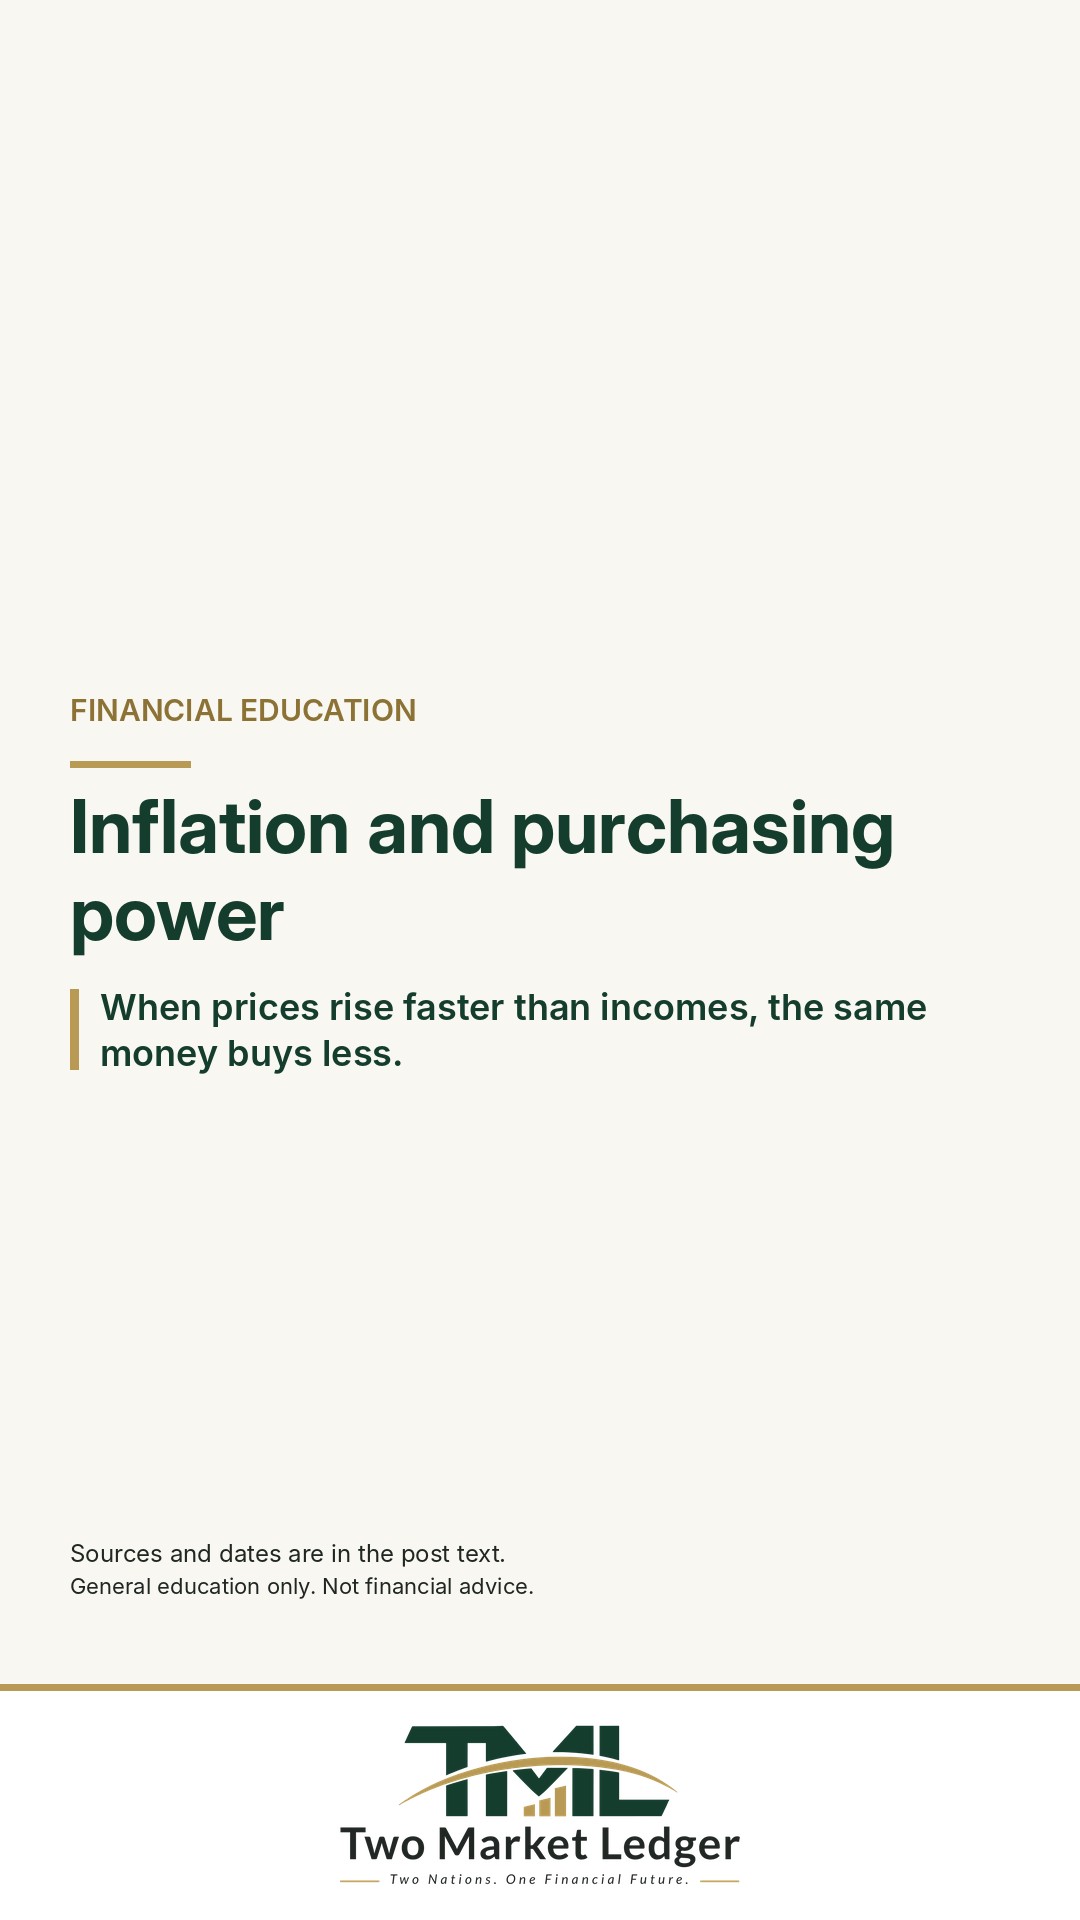 FINANCIAL EDUCATION
Inflation and purchasing
power
When prices rise faster than incomes, the same
money buys less.
Sources and dates are in the post text.
General education only. Not financial advice.
TML
Two Market Ledger
Two Nations. One Financial Future.